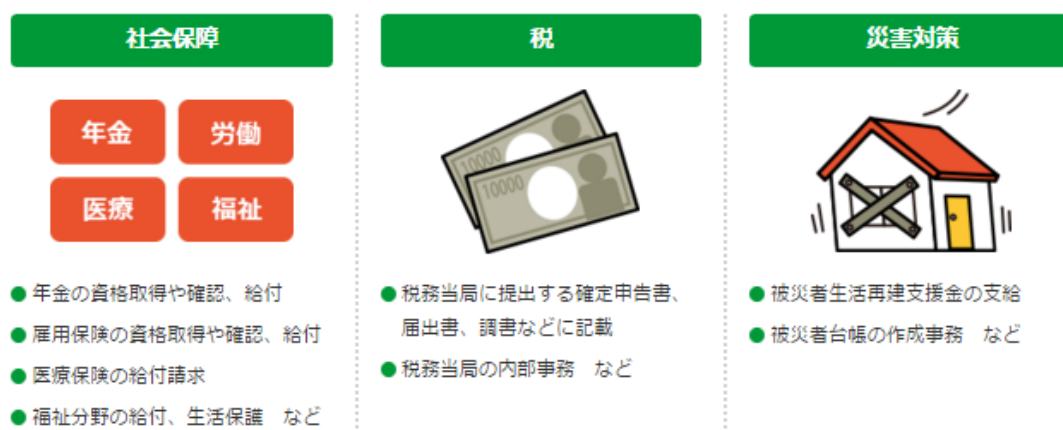 社会保障
年金
労働
医療
福祉
年金の資格取得や確認、給付
雇用保険の資格取得や確認、給付
医療保険の給付請求
福祉分野の給付、生活保護 など
税
10000
10000
税務当局に提出する確定申告書、
届出書、調書などに記載
税務当局の内部事務 など
災害対策
被災者生活再建支援金の支給
被災者台帳の作成事務 など